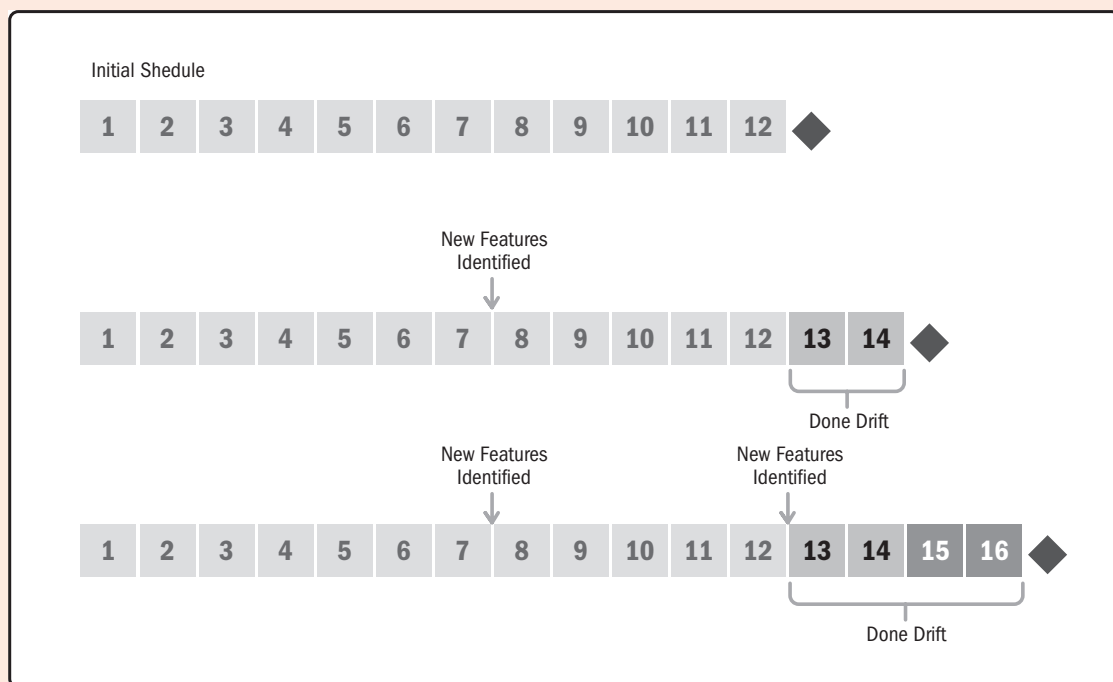 Initial Shedule
1 2 3 4 5 6 7 8 9 10 11 12
New Features
Identified
1 2 3 4 5 6 7 8 9 10 11 12 13 14
Done Drift
New Features
Identified
New Features
Identified
1 2 3 4 5 6 7 8 9 10 11 12 13 14 15 16
Done Drift